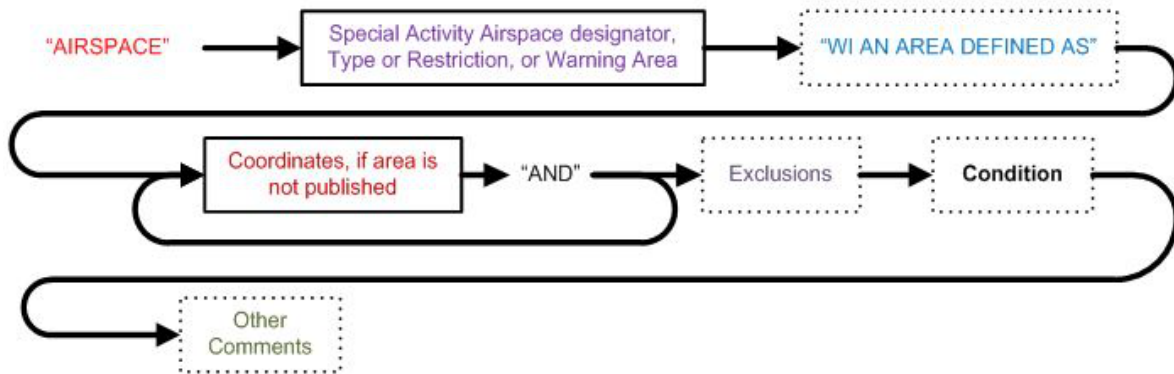 “AIRSPACE”
Special Activity Airspace designator,
Type or Restriction, or Warning Area
“WI AN AREA DEFINED AS”
Coordinates, if area is
not published
“AND”
Exclusions
Condition
Other
Comments